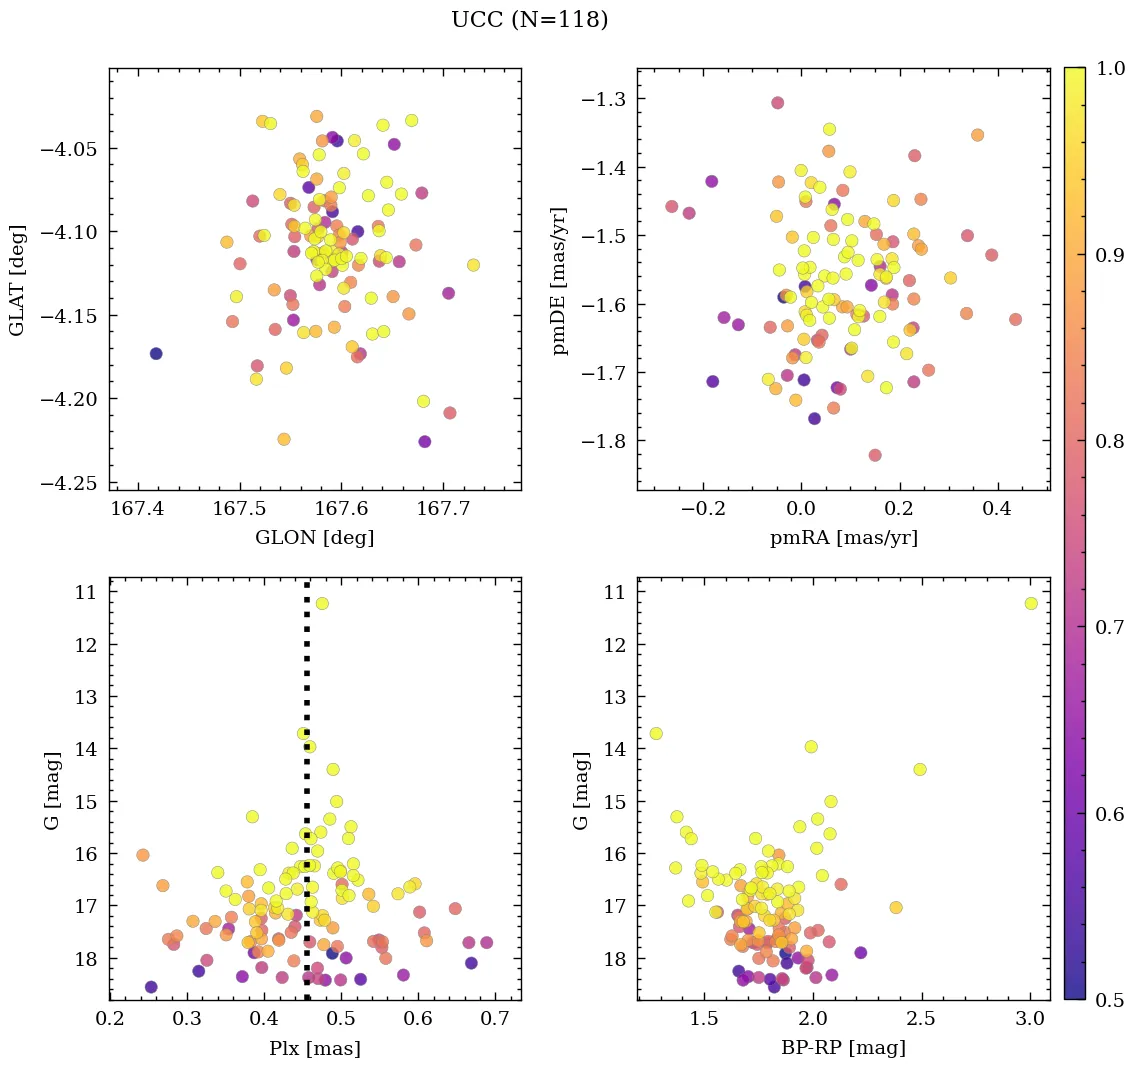 UCC (N=118)
−4.05
−4.10
−4.15
−4.20
−4.25
GLAT [deg]
167.4 167.5 167.6 167.7
GLON [deg]
−1.3
−1.4
−1.5
−1.6
−1.7
−1.8
pmDE [mas/yr]
−0.2 0.0 0.2 0.4
pmRA [mas/yr]
11
12
13
14
15
16
17
18
G [mag]
0.2 0.3 0.4 0.5 0.6 0.7
Plx [mas]
11
12
13
14
15
16
17
18
G [mag]
1.5 2.0 2.5 3.0
BP-RP [mag]
1.0
0.9
0.8
0.7
0.6
0.5